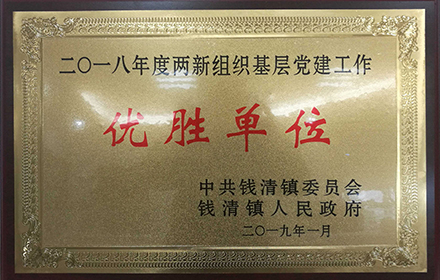 二〇一八年度两新组织基层党建工作
优胜单位
中共钱清镇委员会
钱清镇人民政府
二〇一九年一月